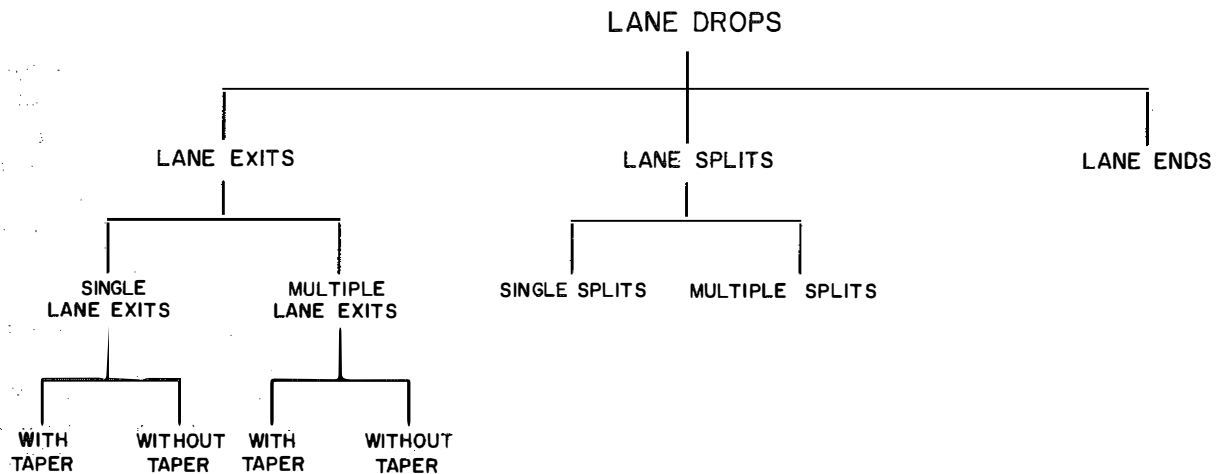 LANE DROPS
LANE EXITS
LANE SPLITS
LANE ENDS
SINGLE
LANE EXITS
MULTIPLE
LANE EXITS
SINGLE SPLITS
MULTIPLE SPLITS
WITH
TAPER
WITHOUT
TAPER
WITH
TAPER
WITHOUT
TAPER